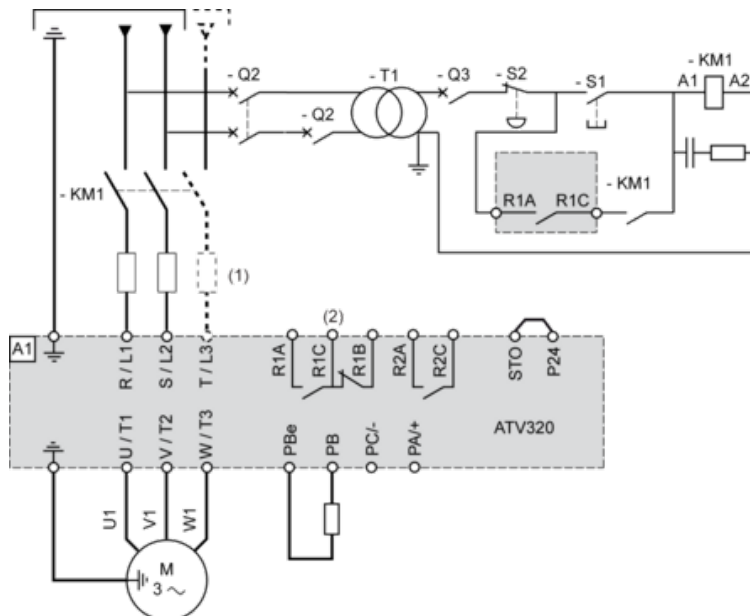 - Q2
- T1
- Q3
- S2
- S1
- KM1
A1 A2
- Q2
- KM1
R1A R1C
- KM1
(1)
(2)
A1
R / L1
S / L2
T / L3
R1A
R1C
R1B
R2A
R2C
STO
P24
ATV320
U / T1
V / T2
W / T3
PBe
PB
PC/-
PA/+
U1
V1
W1
M
3 ~